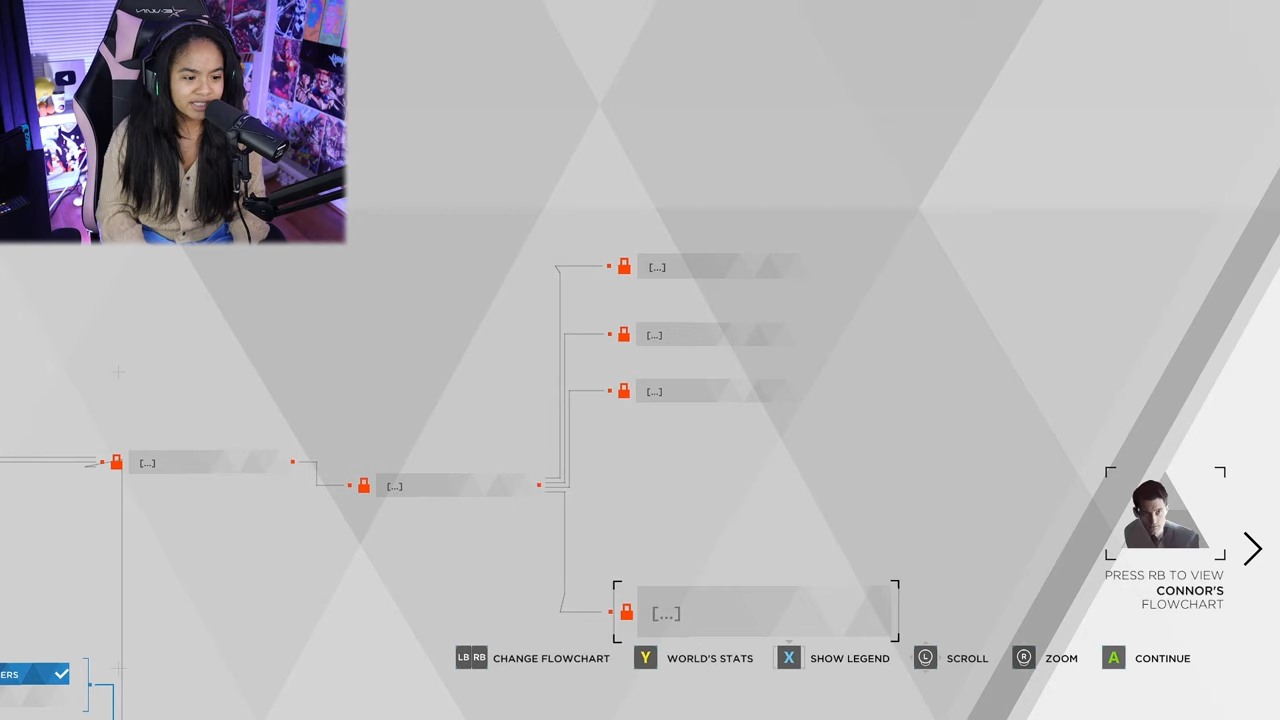 [...]
[...]
[...]
[...]
[...]
[...]
PRESS RB TO VIEW
CONNOR'S
FLOWCHART
LB RB CHANGE FLOWCHART Y WORLD'S STATS X SHOW LEGEND L SCROLL R ZOOM A CONTINUE
ERS